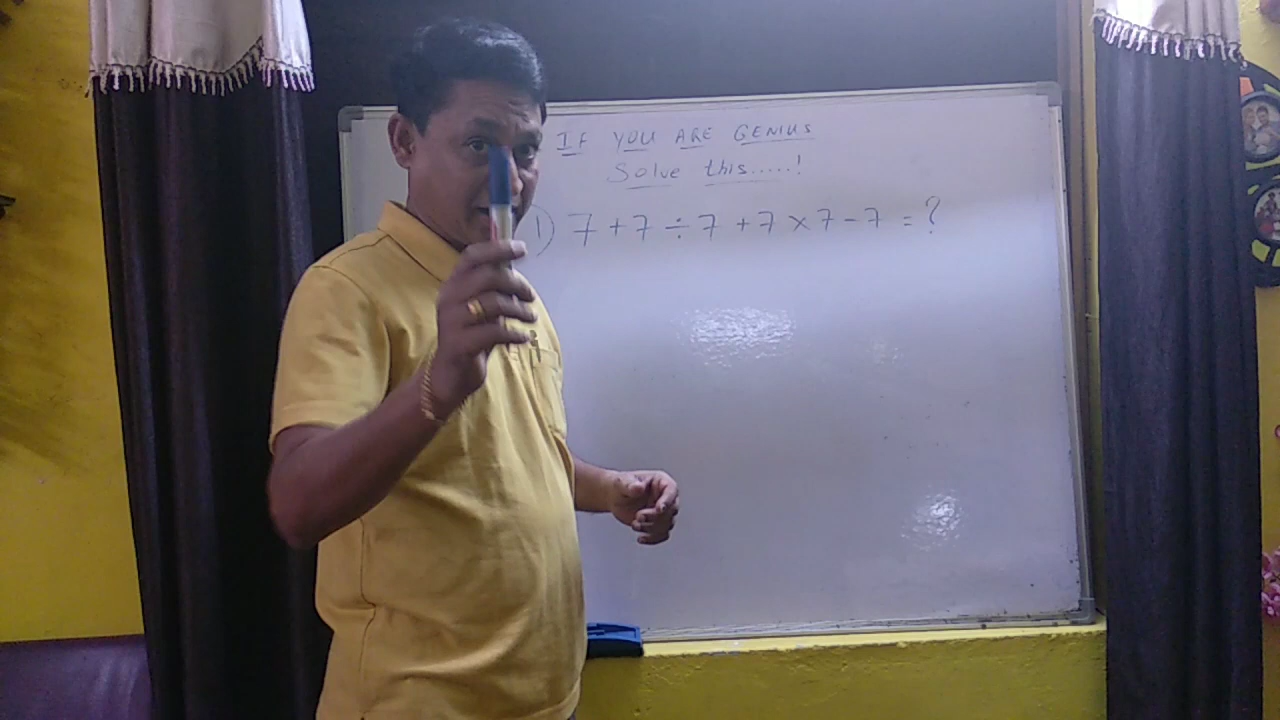 IF YOU ARE GENIUS
Solve this.....!
1) 7 + 7 ÷ 7 + 7 × 7 - 7 = ?